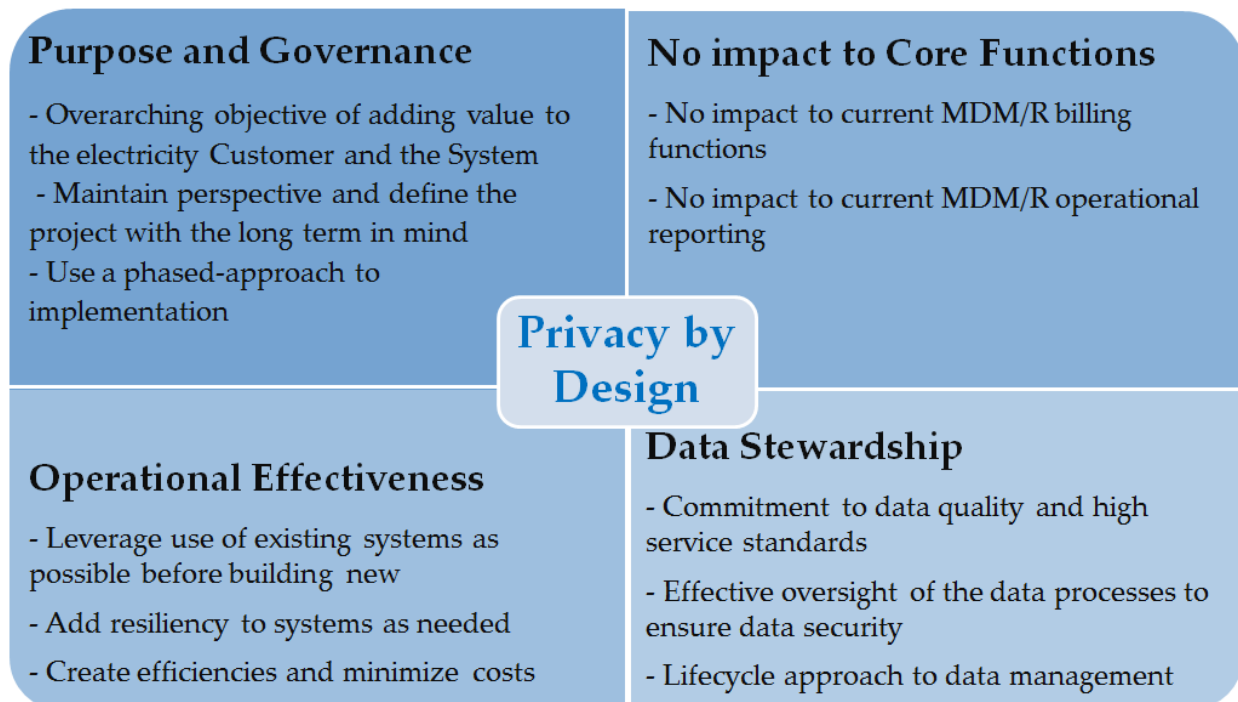 Purpose and Governance
- Overarching objective of adding value to
the electricity Customer and the System
- Maintain perspective and define the
project with the long term in mind
- Use a phased-approach to
implementation
No impact to Core Functions
- No impact to current MDM/R billing
functions
- No impact to current MDM/R operational
reporting
Privacy by
Design
Operational Effectiveness
- Leverage use of existing systems as
possible before building new
- Add resiliency to systems as needed
- Create efficiencies and minimize costs
Data Stewardship
- Commitment to data quality and high
service standards
- Effective oversight of the data processes to
ensure data security
- Lifecycle approach to data management